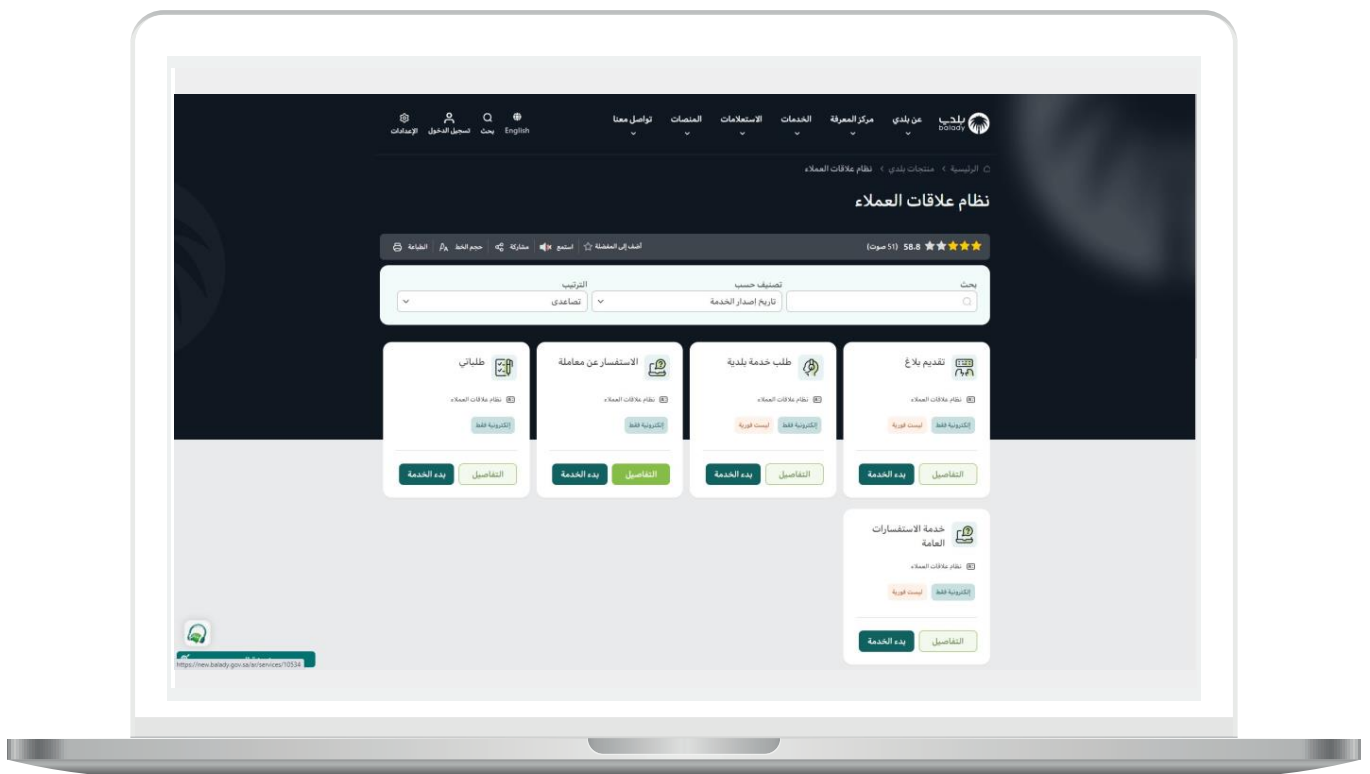 بلدي
balady
عن بلدي
مركز المعرفة
الخدمات
الاستعلامات
المنصات
تواصل معنا
English
بحث
تسجيل الدخول
الإعدادات
الرئيسية > منتجات بلدي > نظام علاقات العملاء
نظام علاقات العملاء
58.8 (51 صوت)
أضف إلى المفضلة
استمع
مشاركة
حجم الخط
الطباعة
بحث
تصنيف حسب
تاريخ اصدار الخدمة
الترتيب
تصاعدى
تقديم بلاغ
نظام علاقات العملاء
إلكترونية فقط
ليست فورية
التفاصيل
بدء الخدمة
طلب خدمة بلدية
نظام علاقات العملاء
إلكترونية فقط
ليست فورية
التفاصيل
بدء الخدمة
الاستفسار عن معاملة
نظام علاقات العملاء
إلكترونية فقط
التفاصيل
بدء الخدمة
طلباتي
نظام علاقات العملاء
إلكترونية فقط
التفاصيل
بدء الخدمة
خدمة الاستفسارات
العامة
نظام علاقات العملاء
إلكترونية فقط
ليست فورية
التفاصيل
بدء الخدمة
https://new.balady.gov.sa/ar/services/10534